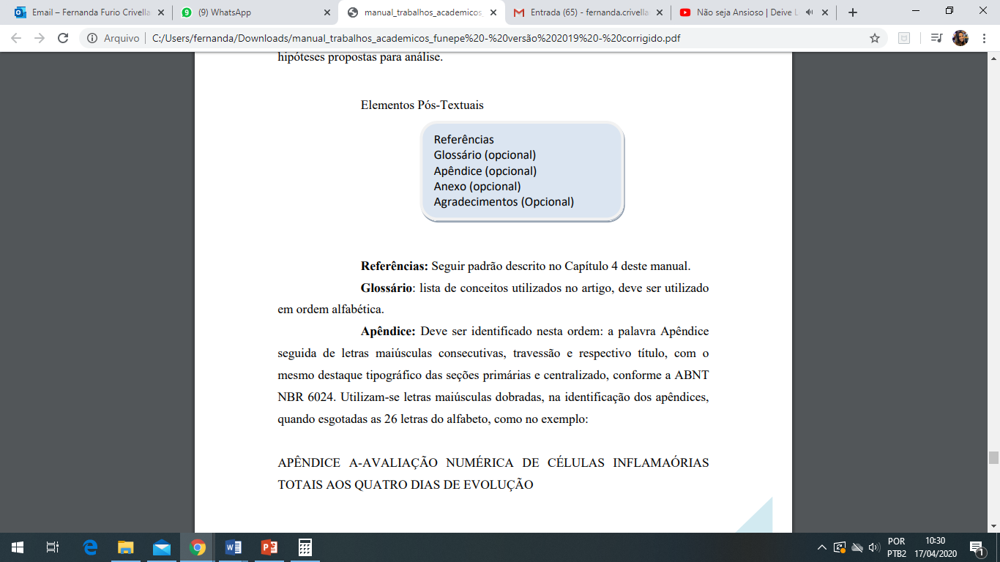 Email – Fernanda Furio Crivella
(9) WhatsApp
manual_trabalhos_academicos_
Entrada (65) - fernanda.crivella
Não seja Ansioso | Deive L
Arquivo
C:/Users/fernanda/Downloads/manual_trabalhos_academicos_funepe%20-%20versão%202019%20-%20corrigido.pdf
hipóteses propostas para análise.
Elementos Pós-Textuais
Referências
Glossário (opcional)
Apêndice (opcional)
Anexo (opcional)
Agradecimentos (Opcional)
Referências: Seguir padrão descrito no Capítulo 4 deste manual.
Glossário: lista de conceitos utilizados no artigo, deve ser utilizado
em ordem alfabética.
Apêndice: Deve ser identificado nesta ordem: a palavra Apêndice
seguida de letras maiúsculas consecutivas, travessão e respectivo título, com o
mesmo destaque tipográfico das seções primárias e centralizado, conforme a ABNT
NBR 6024. Utilizam-se letras maiúsculas dobradas, na identificação dos apêndices,
quando esgotadas as 26 letras do alfabeto, como no exemplo:
APÊNDICE A-AVALIAÇÃO NUMÉRICA DE CÉLULAS INFLAMAÓRIAS
TOTAIS AOS QUATRO DIAS DE EVOLUÇÃO
POR
PTB2
10:30
17/04/2020
1